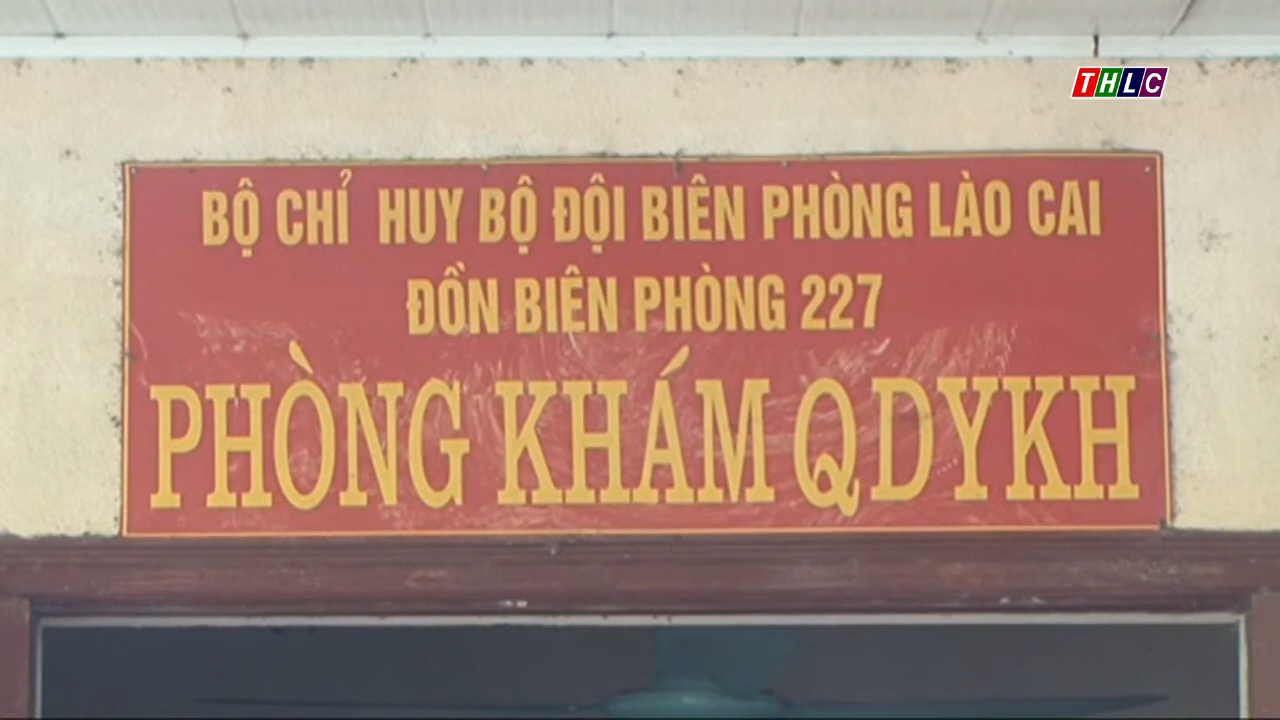 THLC
BỘ CHỈ HUY BỘ ĐỘI BIÊN PHÒNG LÀO CAI
ĐỒN BIÊN PHÒNG 227
PHÒNG KHÁM QDYKH